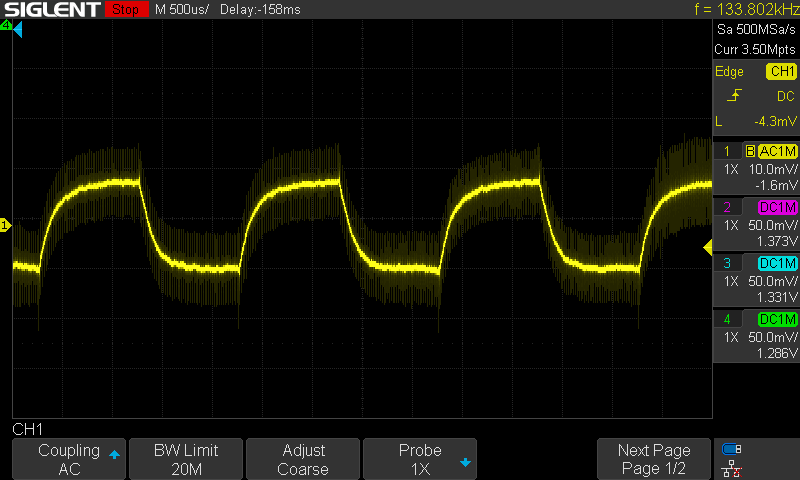 SIGLENT Stop M 500us/ Delay:-158ms f = 133.802kHz
Sa 500MSa/s
Curr 3.50Mpts
Edge CH1
DC
L -4.3mV
1 B AC1M
1X 10.0mV/
-1.6mV
2 DC1M
1X 50.0mV/
1.373V
3 DC1M
1X 50.0mV/
1.331V
4 DC1M
1X 50.0mV/
1.286V
4
1
CH1
Coupling
AC
BW Limit
20M
Adjust
Coarse
Probe
1X
Next Page
Page 1/2